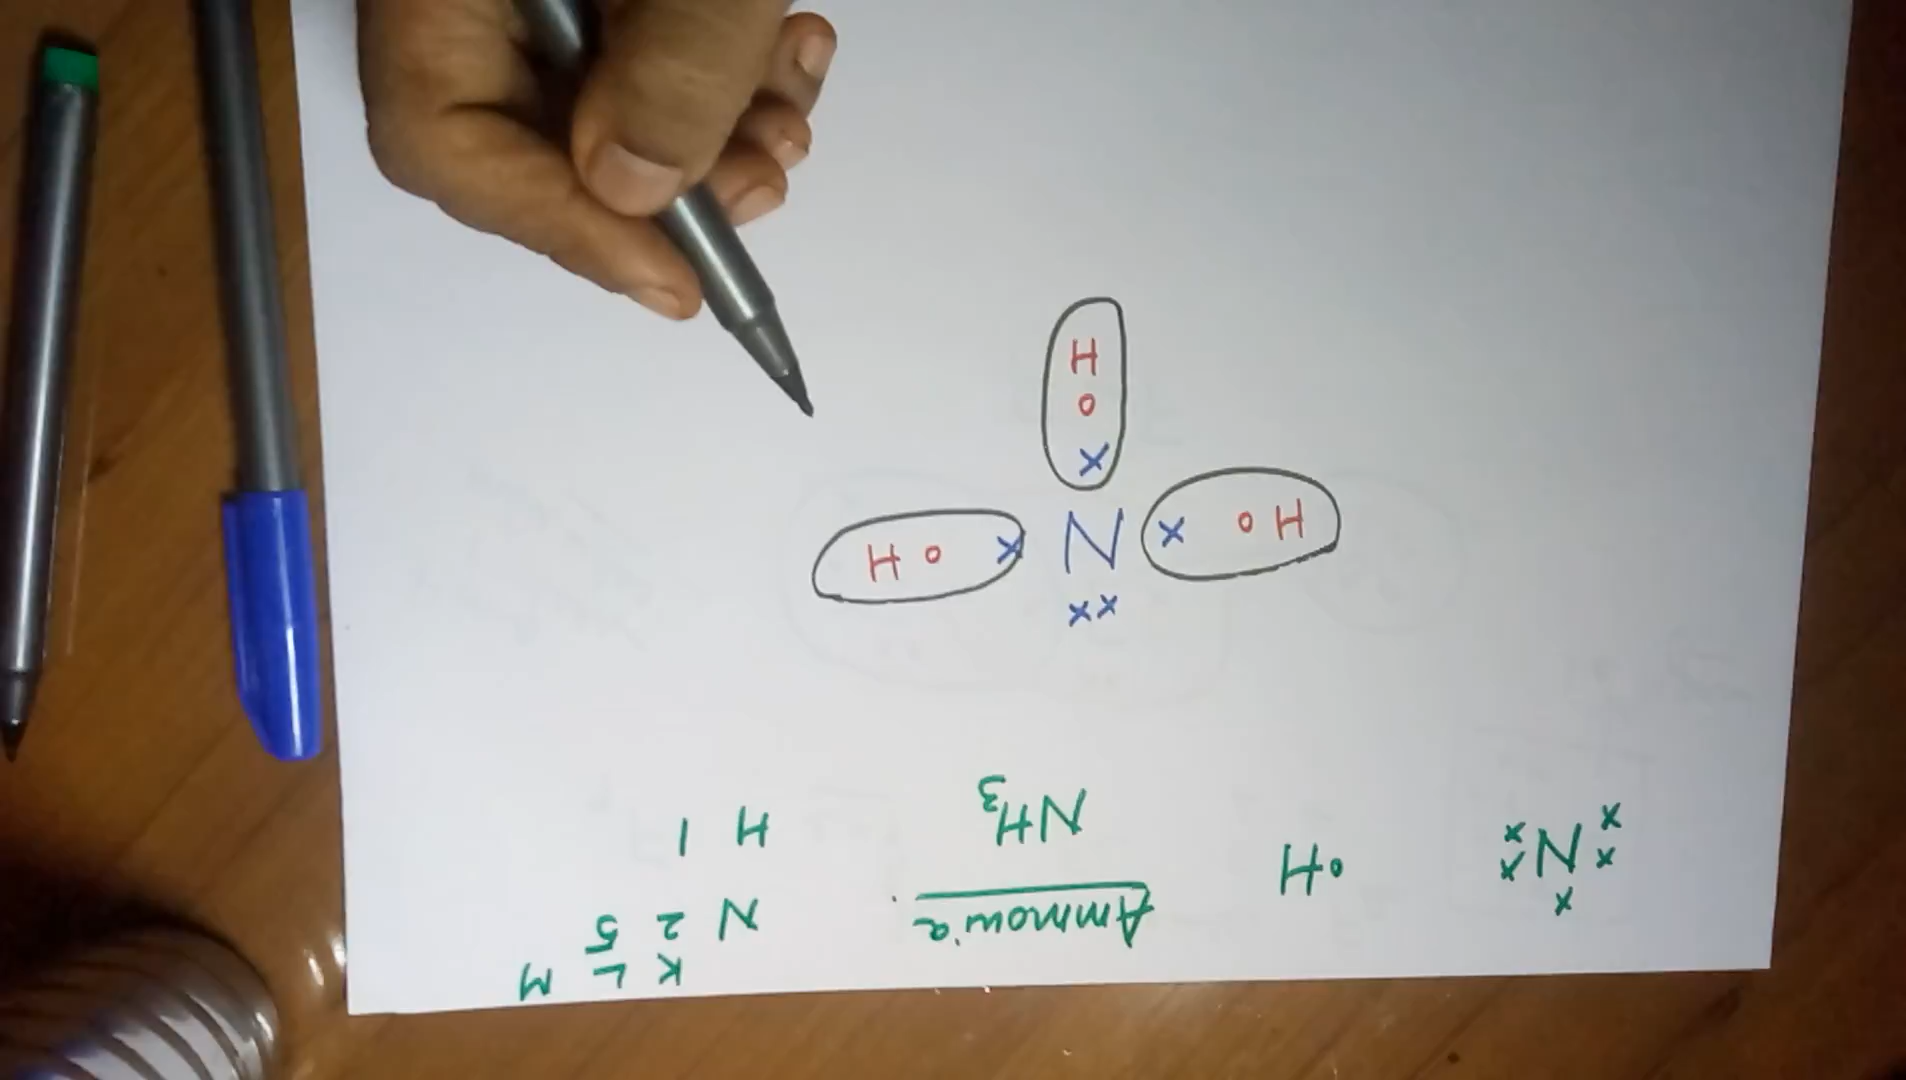 K L M
x
x N x
x x
•H
Ammonia
N 2 5
NH₃
H 1
x x
H o x N x o H
x
o
H